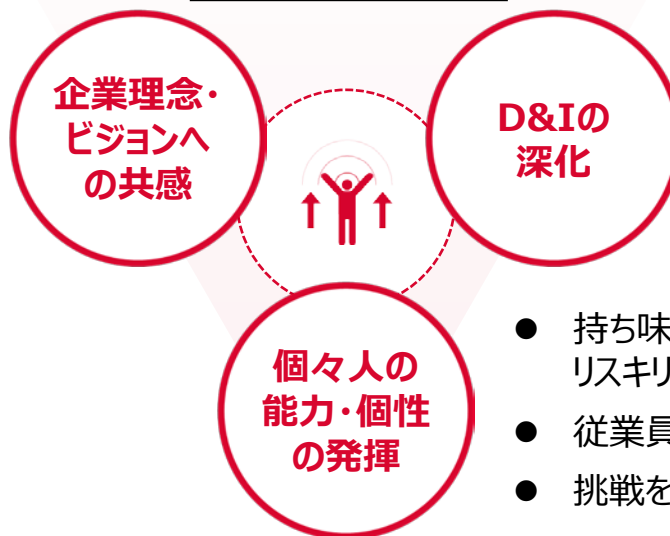 企業理念・
ビジョンへ
の共感
D&Iの
深化
個々人の
能力・個性
の発揮
● 持ち味
リスキリ
● 従業員
● 挑戦を